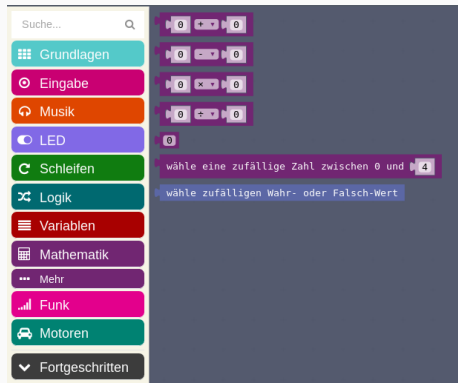 Suche...
Grundlagen
Eingabe
Musik
LED
Schleifen
Logik
Variablen
Mathematik
Mehr
Funk
Motoren
Fortgeschritten
0 + 0
0 - 0
0 × 0
0 ÷ 0
0
wähle eine zufällige Zahl zwischen 0 und 4
wähle zufälligen Wahr- oder Falsch-Wert